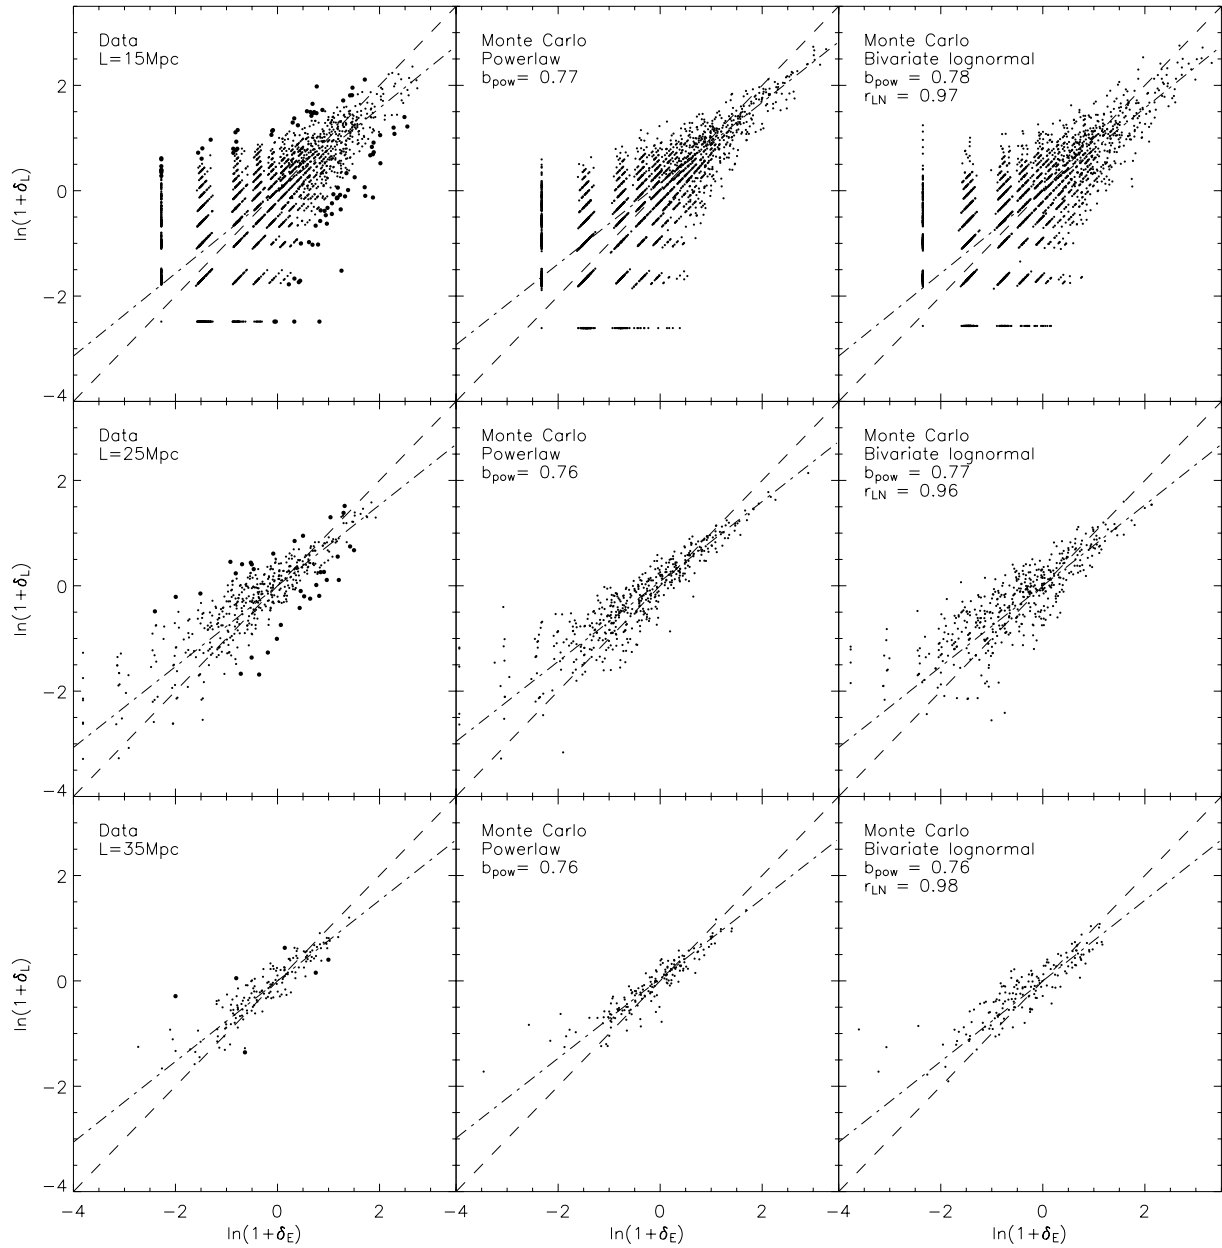 Data
L=15Mpc
Monte Carlo
Powerlaw
b_pow= 0.77
Monte Carlo
Bivariate lognormal
b_pow = 0.78
r_LN = 0.97
2
0
−2
−4
ln(1+δ_L)
Data
L=25Mpc
Monte Carlo
Powerlaw
b_pow= 0.76
Monte Carlo
Bivariate lognormal
b_pow = 0.77
r_LN = 0.96
2
0
−2
−4
ln(1+δ_L)
Data
L=35Mpc
Monte Carlo
Powerlaw
b_pow= 0.76
Monte Carlo
Bivariate lognormal
b_pow = 0.76
r_LN = 0.98
2
0
−2
−4
ln(1+δ_L)
−4 −2 0 2 −4 −2 0 2 −4 −2 0 2
ln(1+δ_E) ln(1+δ_E) ln(1+δ_E)